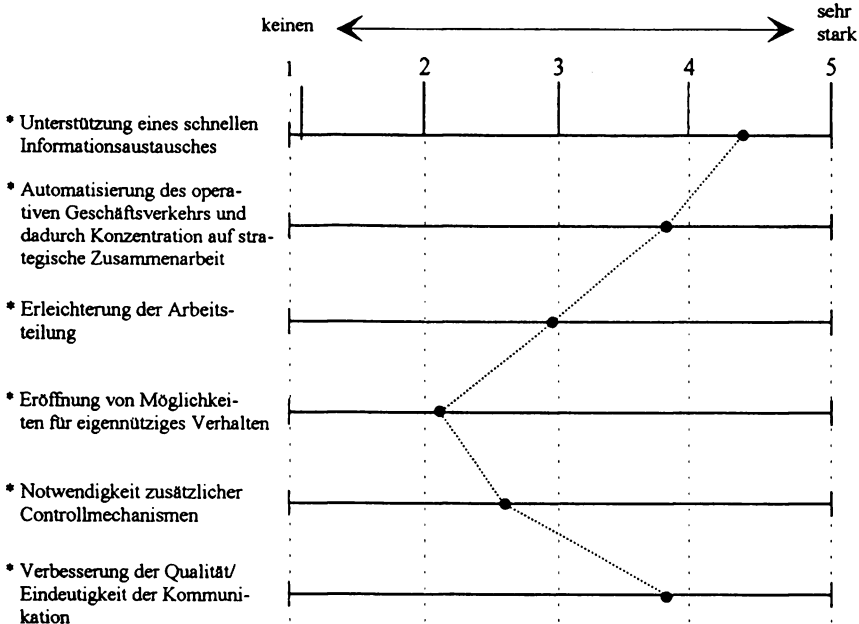 keinen
sehr
stark
1 2 3 4 5
* Unterstützung eines schnellen
Informationsaustausches
* Automatisierung des opera-
tiven Geschäftsverkehrs und
dadurch Konzentration auf stra-
tegische Zusammenarbeit
* Erleichterung der Arbeits-
teilung
* Eröffnung von Möglichkei-
ten für eigennütziges Verhalten
* Notwendigkeit zusätzlicher
Controllmechanismen
* Verbesserung der Qualität/
Eindeutigkeit der Kommuni-
kation